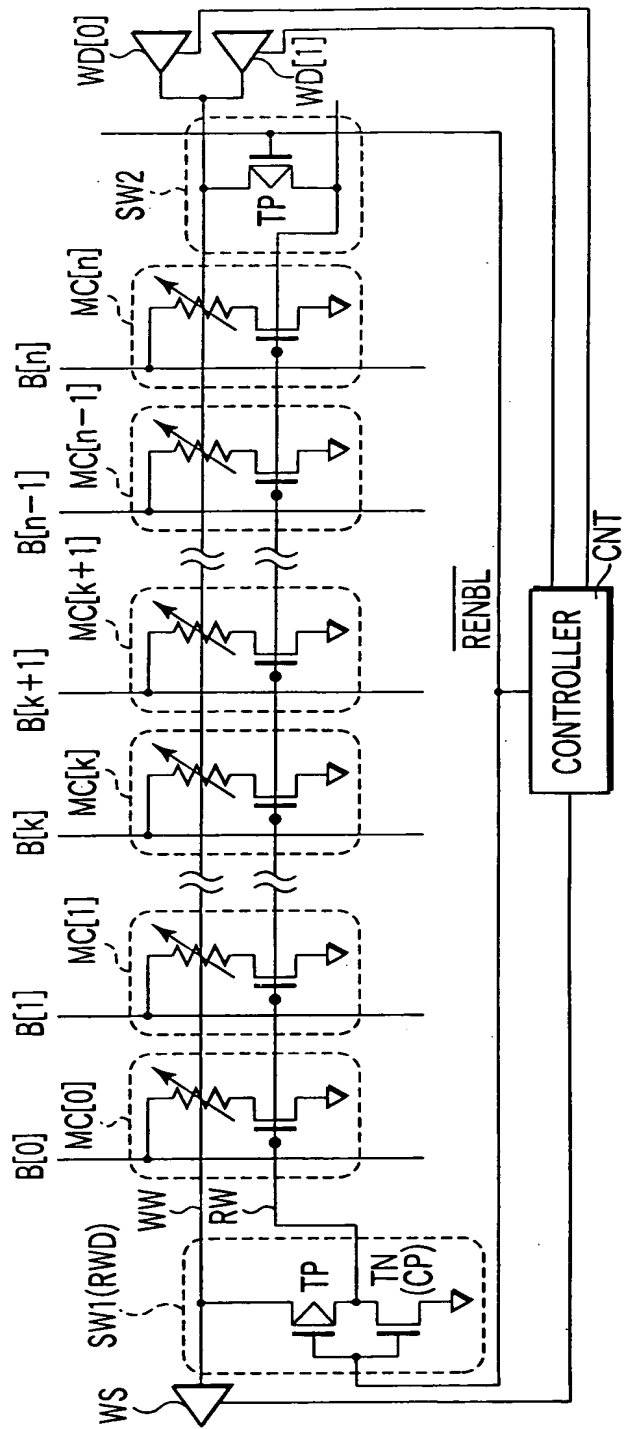 WD[0]
WD[1]
SW2
TP
MC[n]
B[n]
MC[n-1]
B[n-1]
MC[k+1]
B[k+1]
MC[k]
B[k]
MC[1]
B[1]
MC[0]
B[0]
WW
RW
SW1(RWD)
TP
TN
(CP)
WS
RENBL
CONTROLLER
CNT